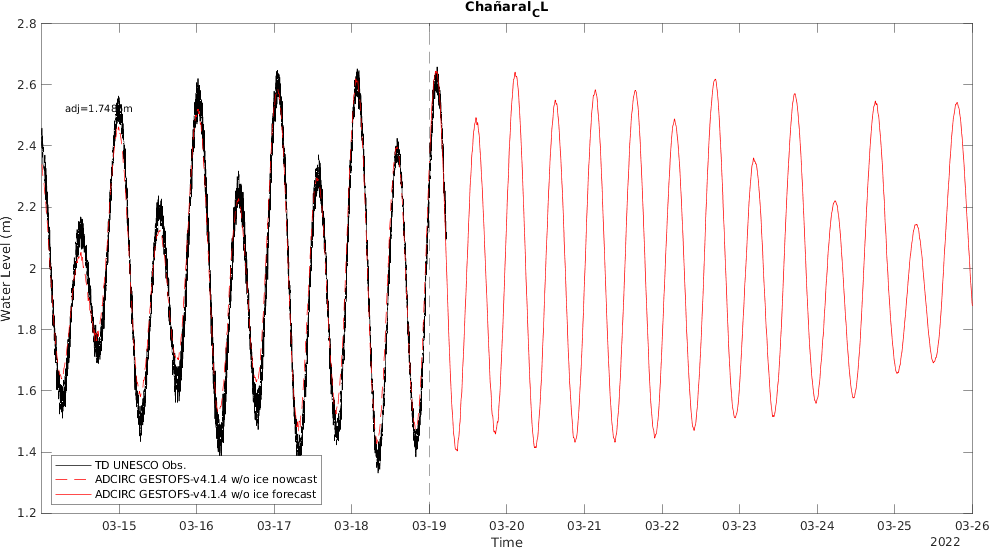 Chañaral_CL
2.8
2.6
2.4
2.2
2
1.8
1.6
1.4
1.2
Water Level (m)
TD UNESCO Obs.
ADCIRC GESTOFS-v4.1.4 w/o ice nowcast
ADCIRC GESTOFS-v4.1.4 w/o ice forecast
03-15 03-16 03-17 03-18 03-19 03-20 03-21 03-22 03-23 03-24 03-25 03-26
Time
2022